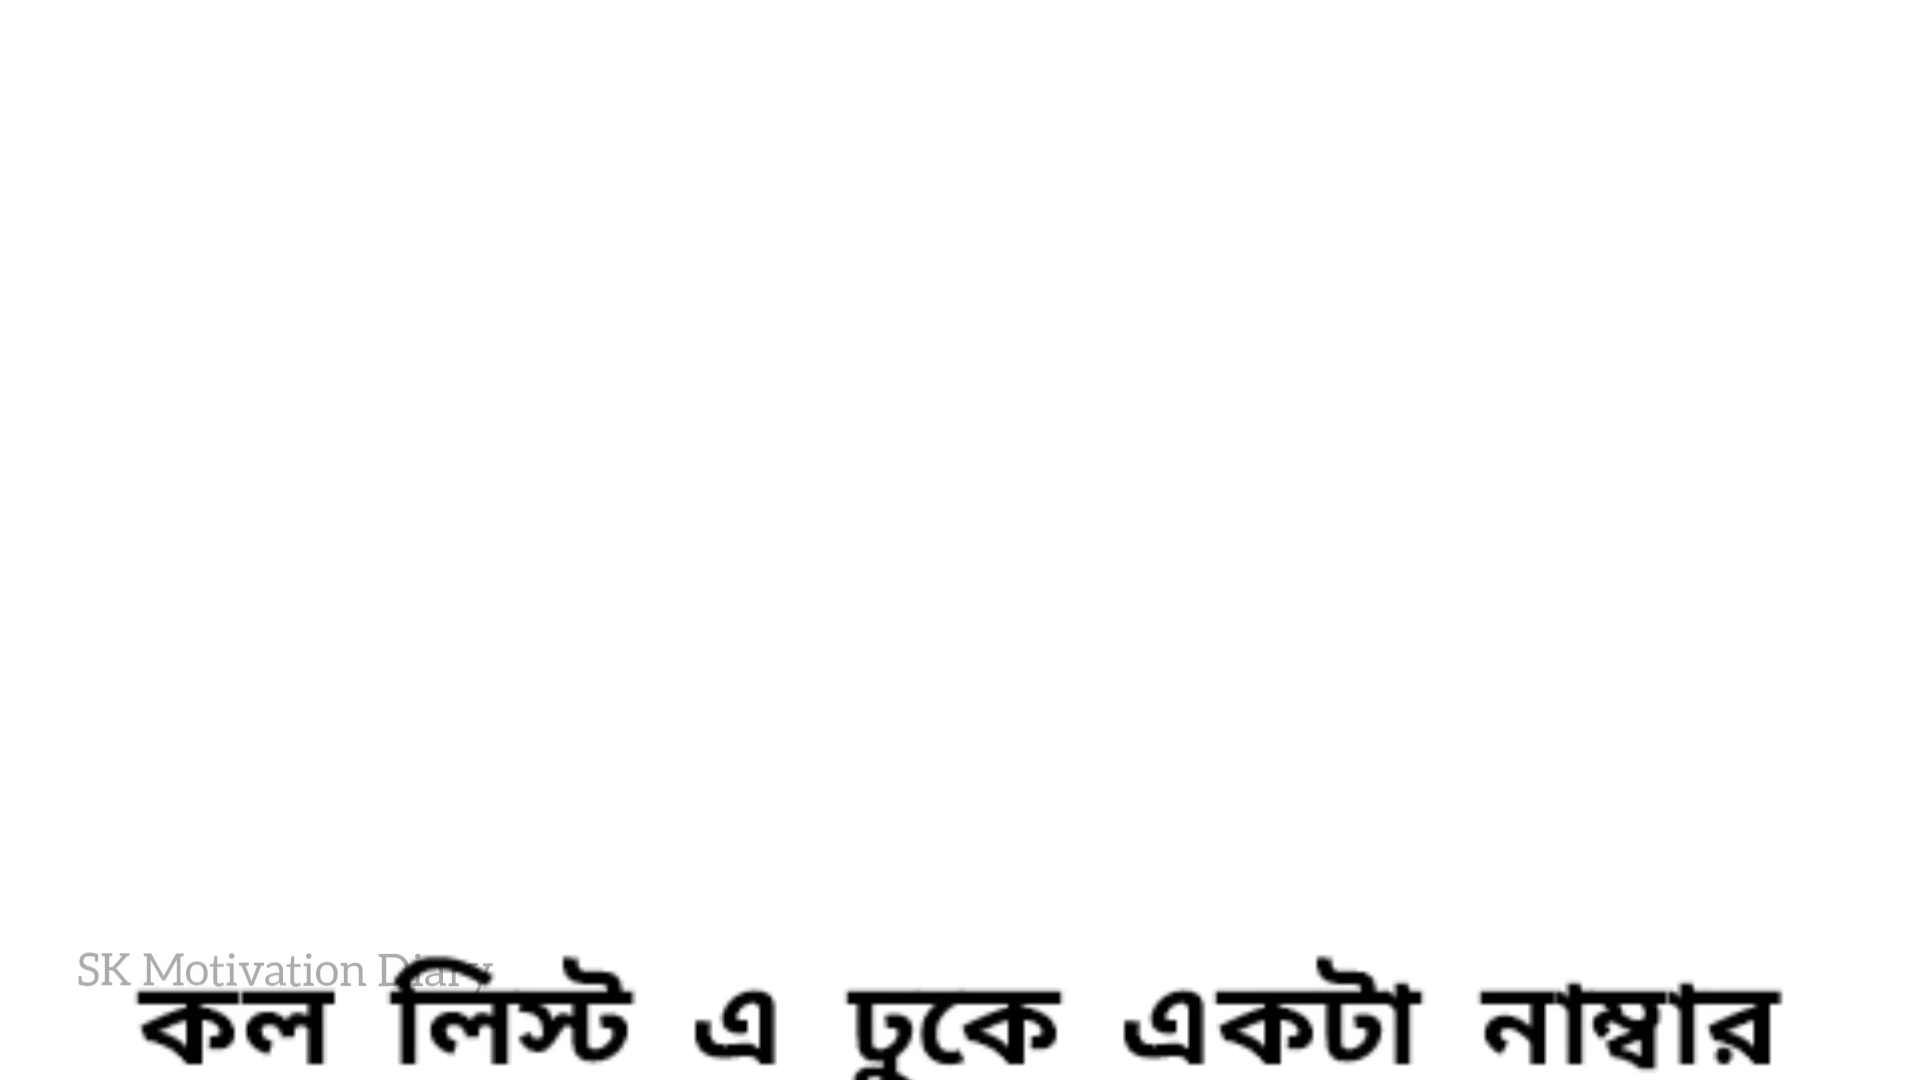 SK Motivation Diary
কল লিস্ট এ ঢুকে একটা নাম্বার